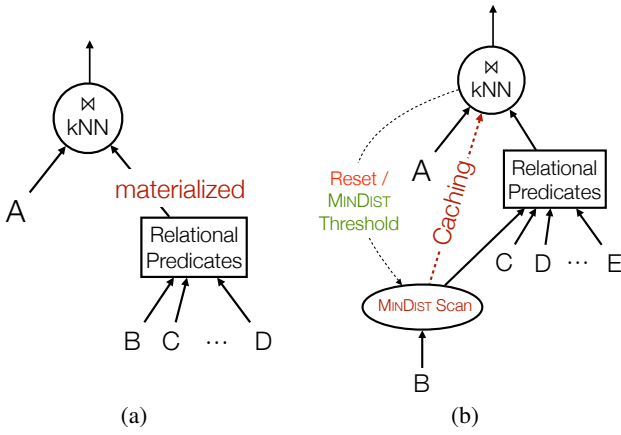 ⋈
kNN
A
materialized
Relational
Predicates
B C ... D
(a)
⋈
kNN
A
Reset /
MINDIST
Threshold
Caching
Relational
Predicates
C D ... E
MINDIST Scan
B
(b)